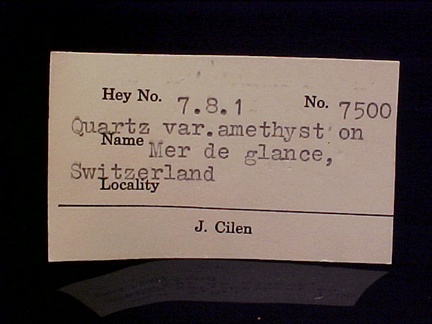 Hey No. 7.8.1 No. 7500
Quartz var.amethyst on
Name Mer de glance,
Switzerland
Locality
J. Cilen